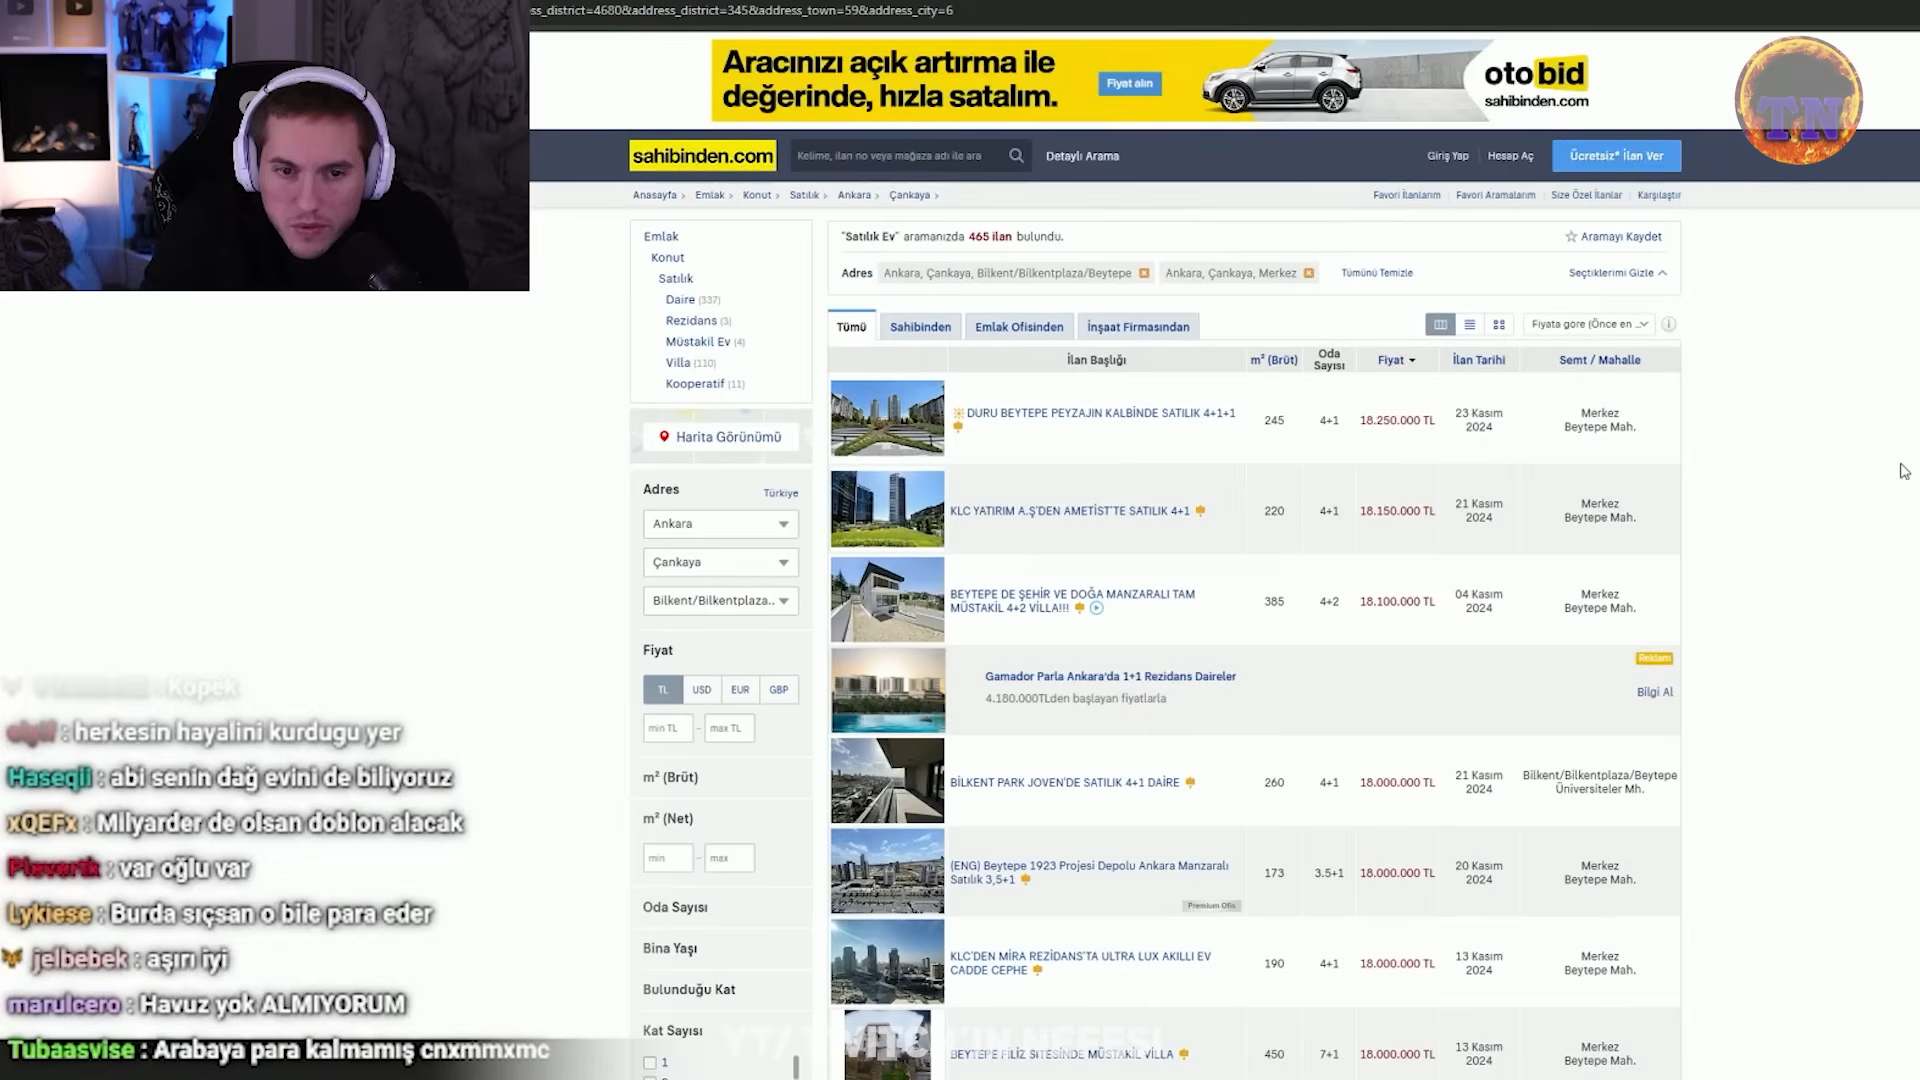 ss_district=4680&address_district=345&address_town=59&address_city=6
Aracınızı açık artırma ile
değerinde, hızla satalım.
Fiyat alın
otobid
sahibinden.com
TN
sahibinden.com
Kelime, ilan no veya mağaza adı ile ara
Detaylı Arama
Giriş Yap
Hesap Aç
Ücretsiz* İlan Ver
Anasayfa › Emlak › Konut › Satılık › Ankara › Çankaya ›
Favori İlanlarım
Favori Aramalarım
Size Özel İlanlar
Karşılaştır
Emlak
Konut
Satılık
Daire (337)
Rezidans (3)
Müstakil Ev (4)
Villa (110)
Kooperatif (11)
Harita Görünümü
Adres
Türkiye
Ankara
Çankaya
Bilkent/Bilkentplaza..
Fiyat
TL
USD
EUR
GBP
min TL - max TL
m² (Brüt)
m² (Net)
min - max
Oda Sayısı
Bina Yaşı
Bulunduğu Kat
Kat Sayısı
1
"Satılık Ev" aramanızda 465 ilan bulundu.
Aramayı Kaydet
Adres
Ankara, Çankaya, Bilkent/Bilkentplaza/Beytepe
Ankara, Çankaya, Merkez
Tümünü Temizle
Seçtiklerimi Gizle
Tümü
Sahibinden
Emlak Ofisinden
İnşaat Firmasından
Fiyata göre (Önce en ...
İlan Başlığı
m² (Brüt)
Oda
Sayısı
Fiyat
İlan Tarihi
Semt / Mahalle
DURU BEYTEPE PEYZAJIN KALBİNDE SATILIK 4+1+1
245
4+1
18.250.000 TL
23 Kasım
2024
Merkez
Beytepe Mah.
KLC YATIRIM A.Ş'DEN AMETİST'TE SATILIK 4+1
220
4+1
18.150.000 TL
21 Kasım
2024
Merkez
Beytepe Mah.
BEYTEPE DE ŞEHİR VE DOĞA MANZARALI TAM
MÜSTAKİL 4+2 VİLLA!!!
385
4+2
18.100.000 TL
04 Kasım
2024
Merkez
Beytepe Mah.
Gamador Parla Ankara'da 1+1 Rezidans Daireler
4.180.000TLden başlayan fiyatlarla
Reklam
Bilgi Al
BİLKENT PARK JOVEN'DE SATILIK 4+1 DAİRE
260
4+1
18.000.000 TL
21 Kasım
2024
Bilkent/Bilkentplaza/Beytepe
Üniversiteler Mh.
(ENG) Beytepe 1923 Projesi Depolu Ankara Manzaralı
Satılık 3,5+1
Premium Ofis
173
3.5+1
18.000.000 TL
20 Kasım
2024
Merkez
Beytepe Mah.
KLC'DEN MİRA REZİDANS'TA ULTRA LUX AKILLI EV
CADDE CEPHE
190
4+1
18.000.000 TL
13 Kasım
2024
Merkez
Beytepe Mah.
BEYTEPE FİLİZ SİTESİNDE MÜSTAKİL VİLLA
450
7+1
18.000.000 TL
13 Kasım
2024
Merkez
Beytepe Mah.
YT/ TWITCH'IN NEFESI
: Kopek
: herkesin hayalini kurdugu yer
Haseqji : abi senin dağ evini de biliyoruz
xQEFx : Milyarder de olsan doblon alacak
: var oğlu var
Lykiese : Burda sıçsan o bile para eder
jelbebek : aşırı iyi
marulcero : Havuz yok ALMIYORUM
Tubaasvise : Arabaya para kalmamış cnxmmxmc